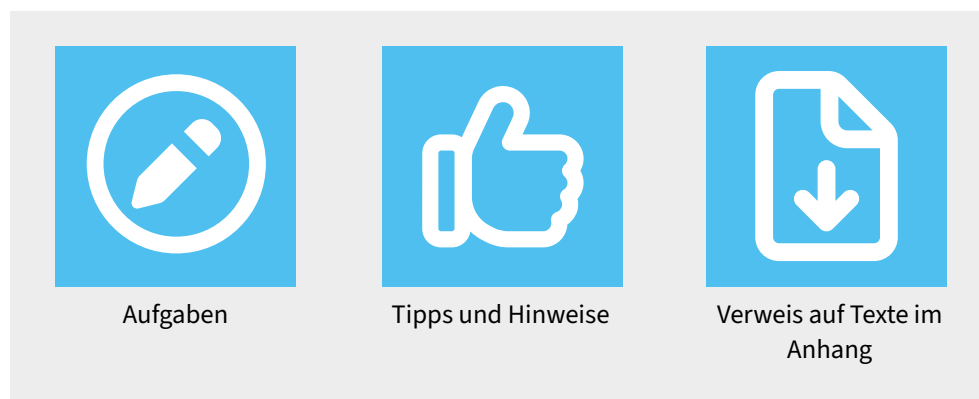 Aufgaben
Tipps und Hinweise
Verweis auf Texte im
Anhang